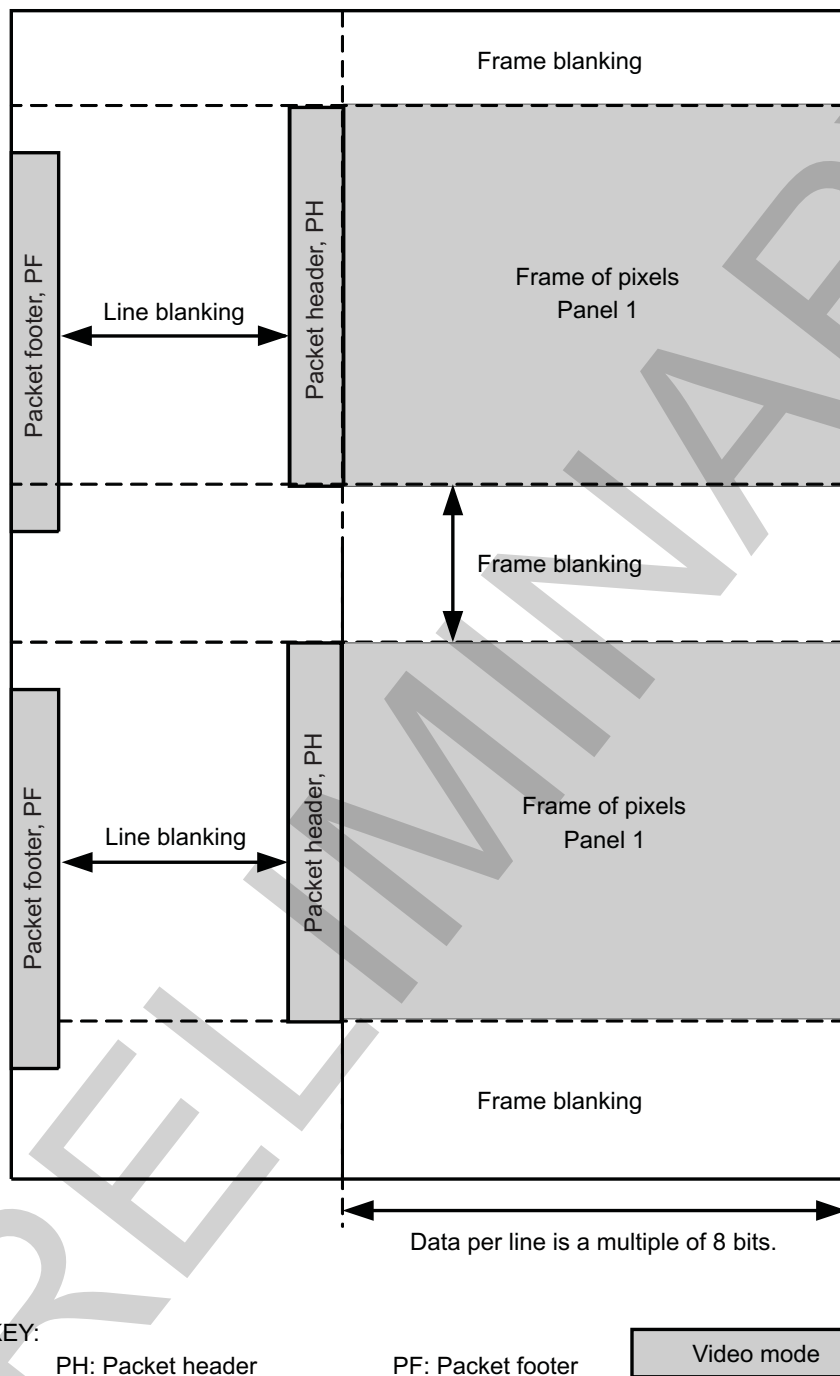 Frame blanking
Packet footer, PF
Line blanking
Packet header, PH
Frame of pixels
Panel 1
Frame blanking
Packet footer, PF
Line blanking
Packet header, PH
Frame of pixels
Panel 1
Frame blanking
Data per line is a multiple of 8 bits.
KEY:
PH: Packet header PF: Packet footer Video mode